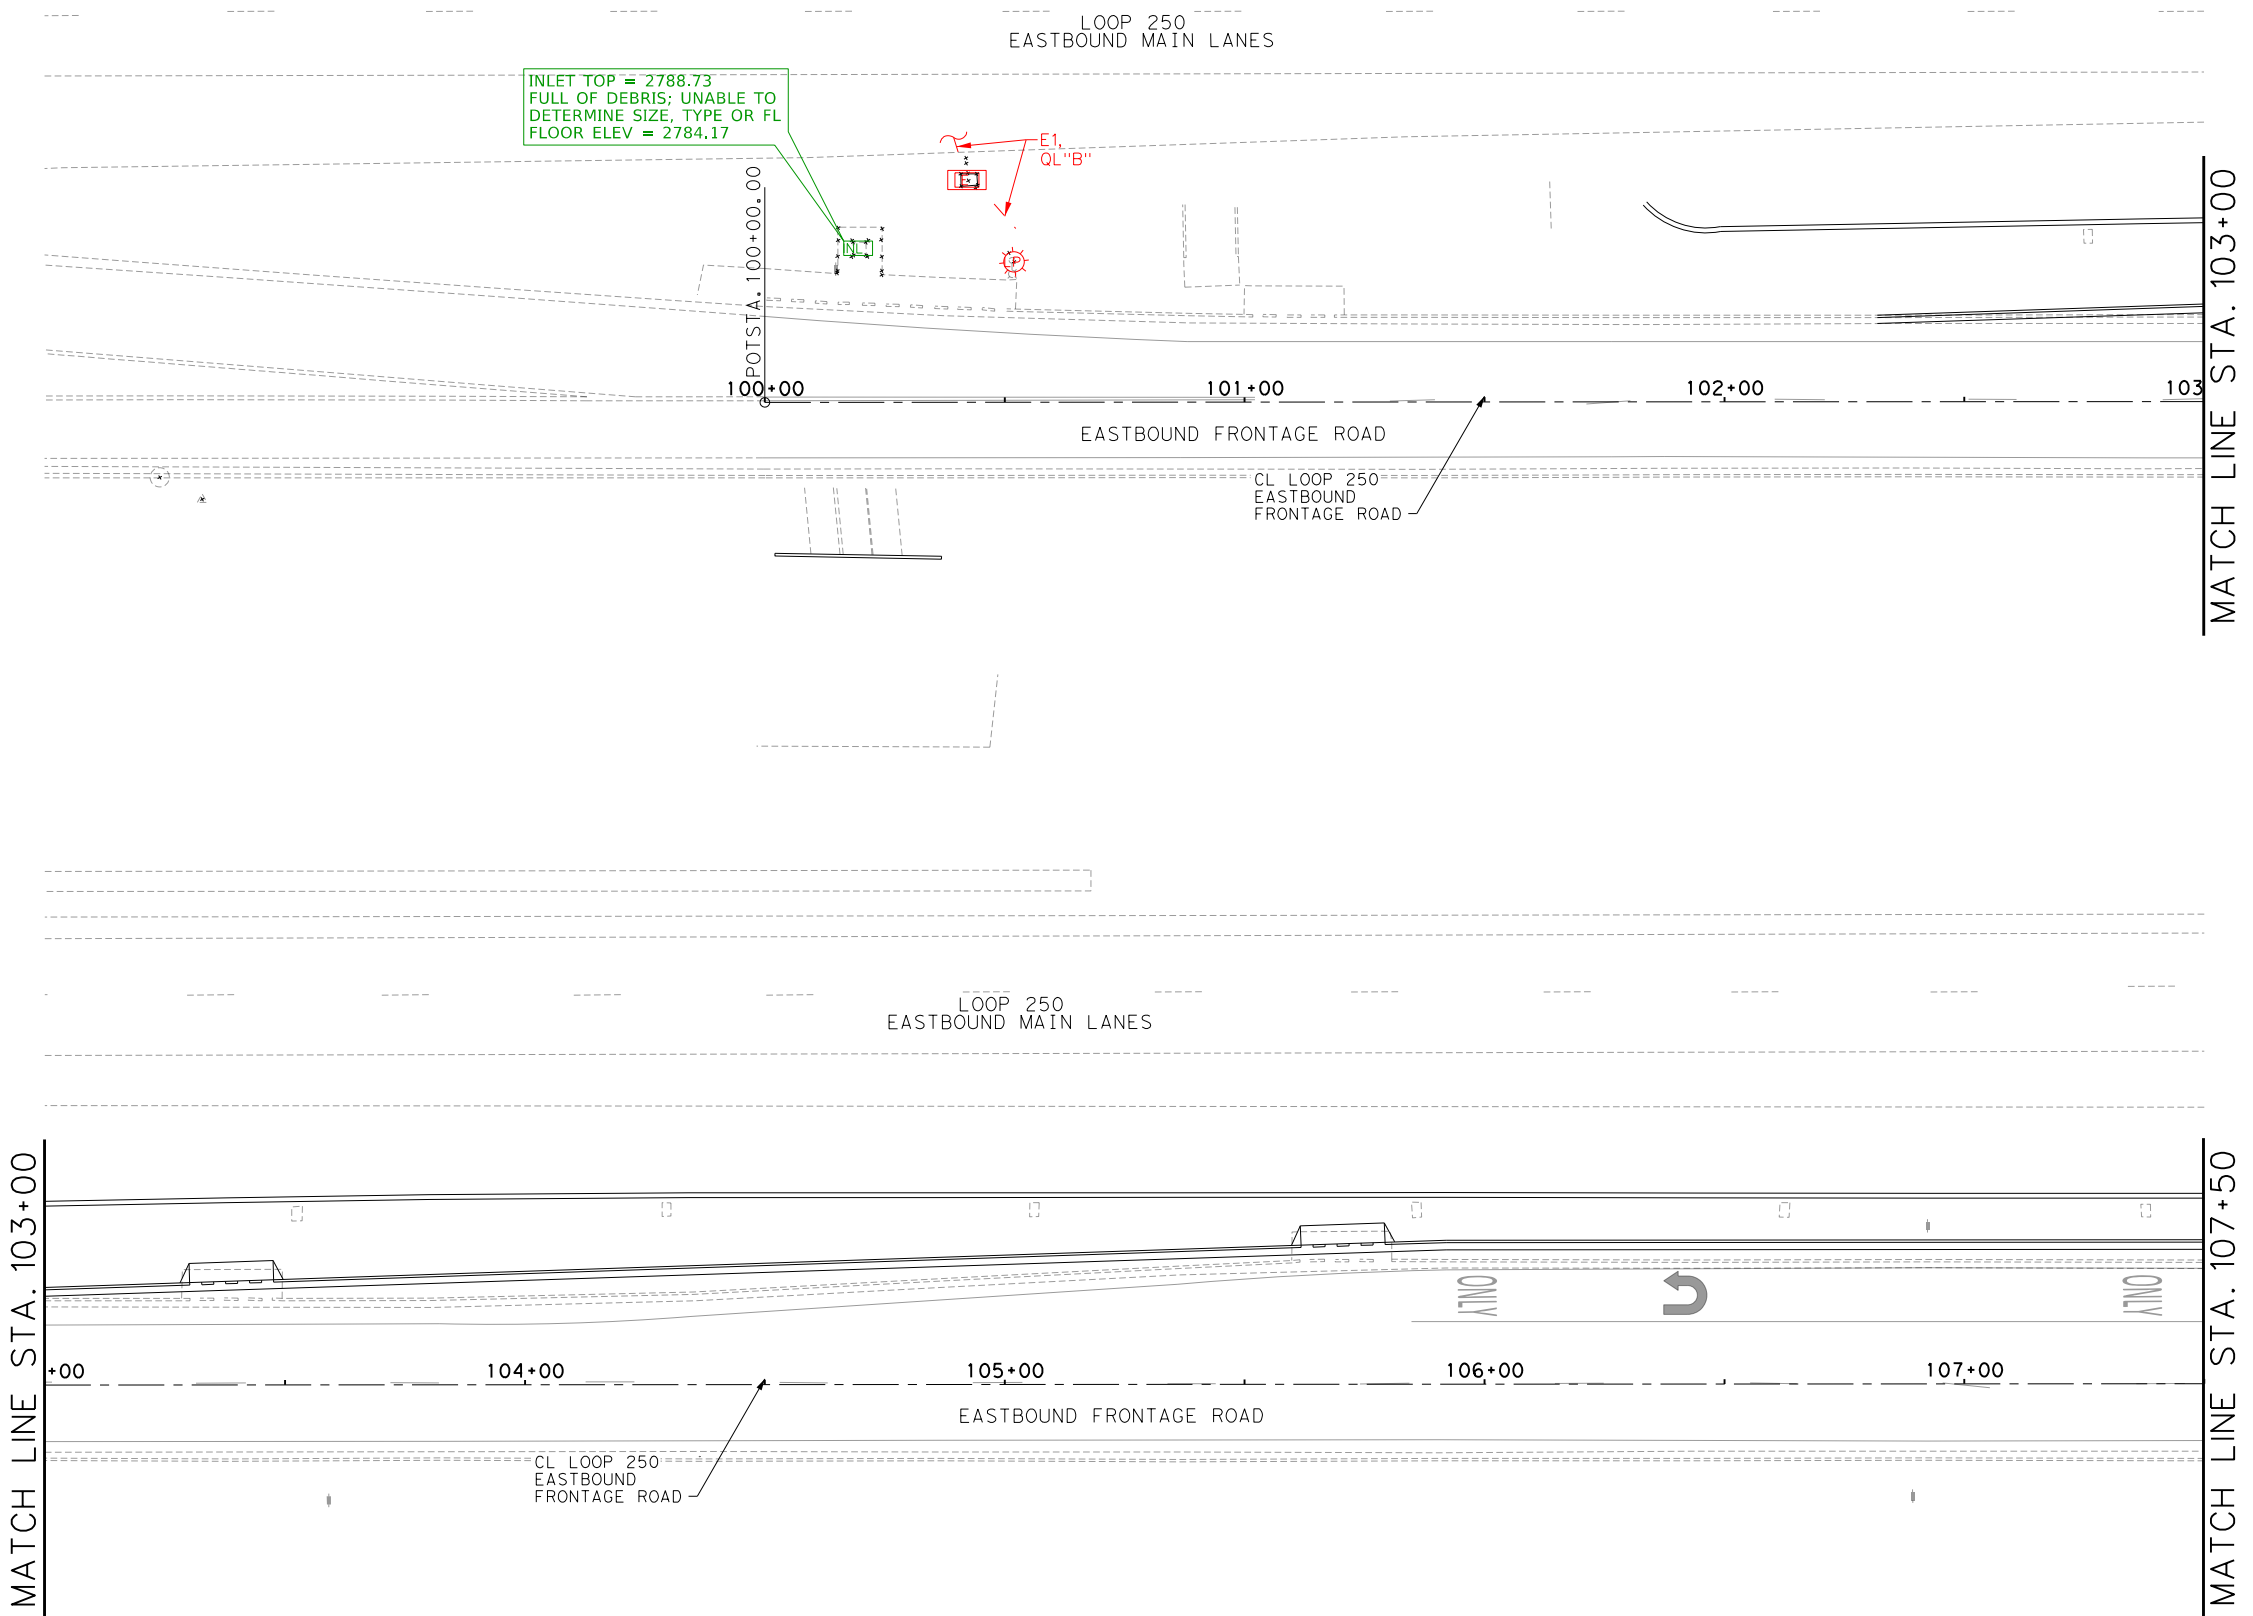 LOOP 250
EASTBOUND MAIN LANES
INLET TOP = 2788.73
FULL OF DEBRIS; UNABLE TO
DETERMINE SIZE, TYPE OR FL
FLOOR ELEV = 2784.17
E1,
QL"B"
E
INL
LP
POTSTA.100+00.00
100+00
101+00
102+00
103
MATCH LINE STA. 103+00
EASTBOUND FRONTAGE ROAD
CL LOOP 250
EASTBOUND
FRONTAGE ROAD
LOOP 250
EASTBOUND MAIN LANES
MATCH LINE STA. 103+00
MATCH LINE STA. 107+50
ONLY
ONLY
+00
104+00
105+00
106+00
107+00
EASTBOUND FRONTAGE ROAD
CL LOOP 250
EASTBOUND
FRONTAGE ROAD